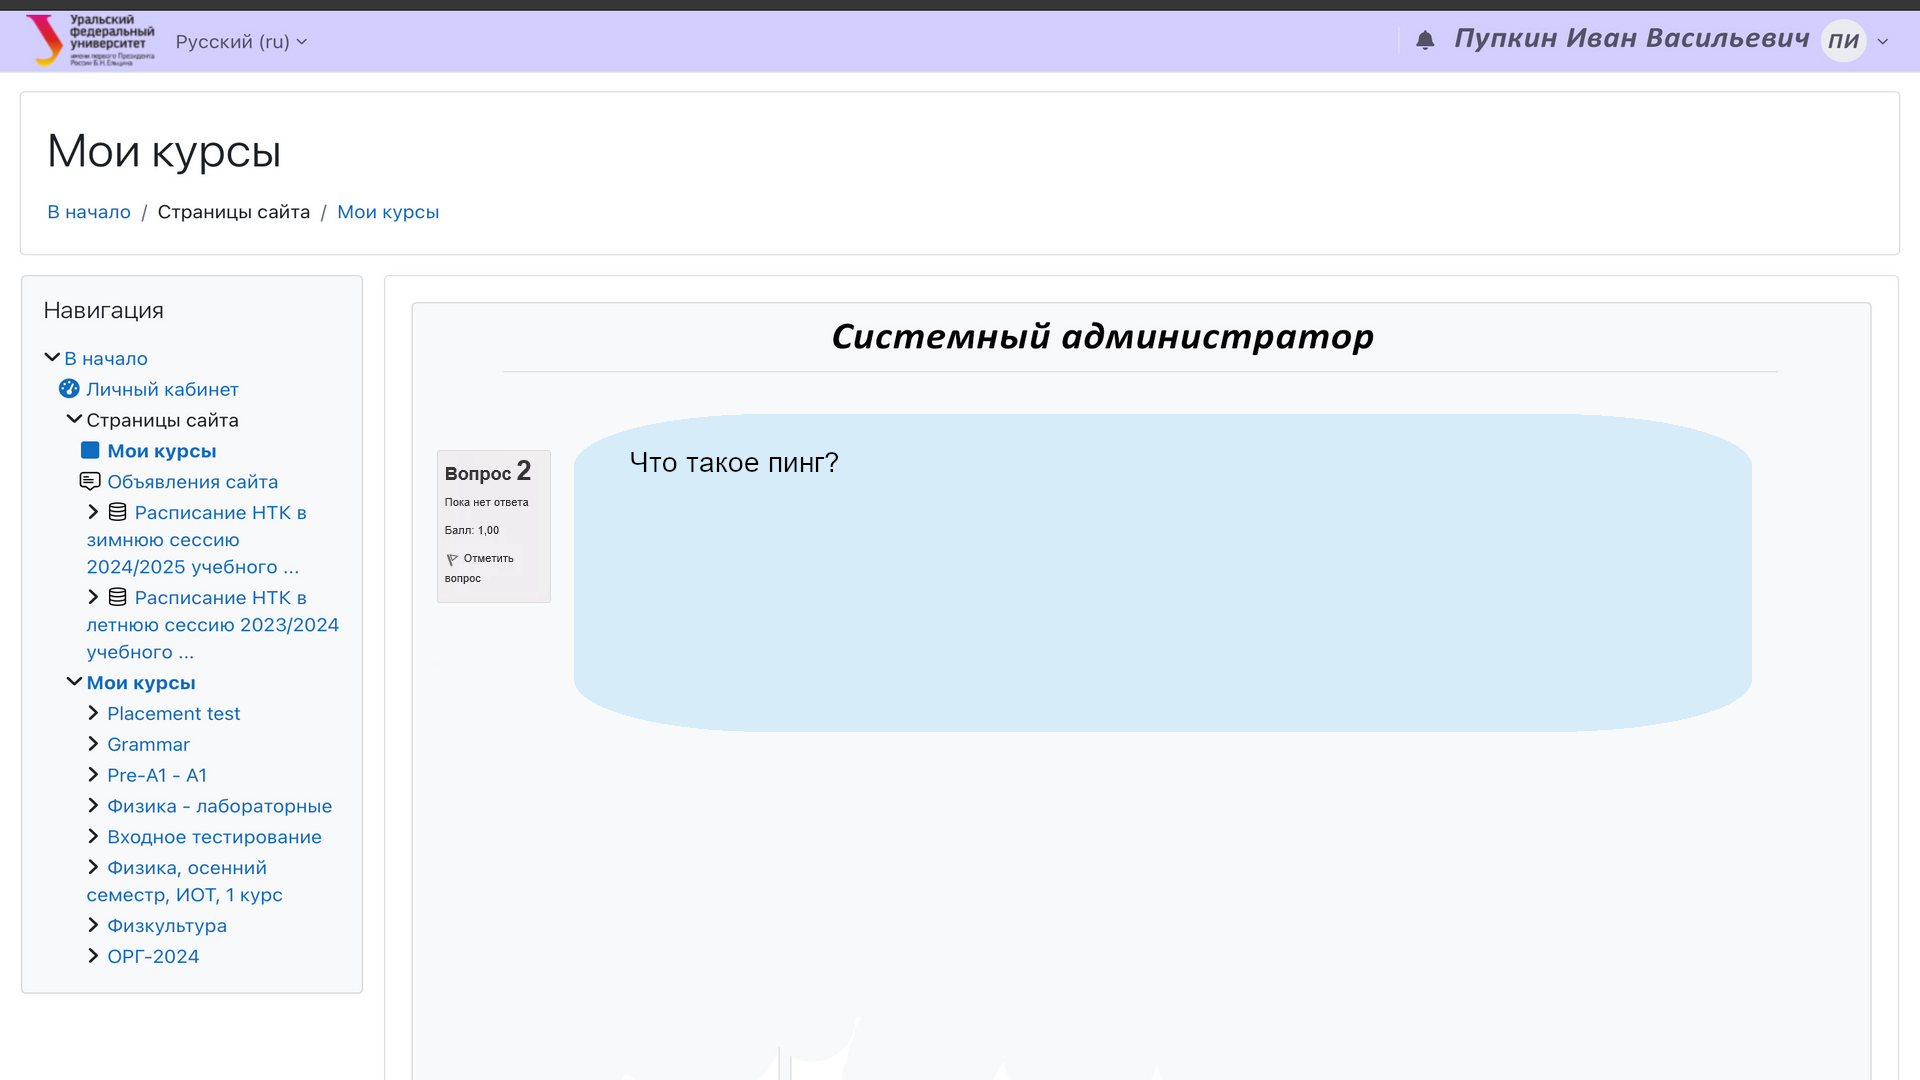 Уральский
федеральный
университет
имени первого Президента
России Б.Н.Ельцина
Русский (ru)
Пупкин Иван Васильевич
ПИ
Мои курсы
В начало / Страницы сайта / Мои курсы
Навигация
В начало
Личный кабинет
Страницы сайта
Мои курсы
Объявления сайта
Расписание НТК в
зимнюю сессию
2024/2025 учебного ...
Расписание НТК в
летнюю сессию 2023/2024
учебного ...
Мои курсы
Placement test
Grammar
Pre-A1 - A1
Физика - лабораторные
Входное тестирование
Физика, осенний
семестр, ИОТ, 1 курс
Физкультура
ОРГ-2024
Системный администратор
Вопрос 2
Пока нет ответа
Балл: 1,00
Отметить
вопрос
Что такое пинг?